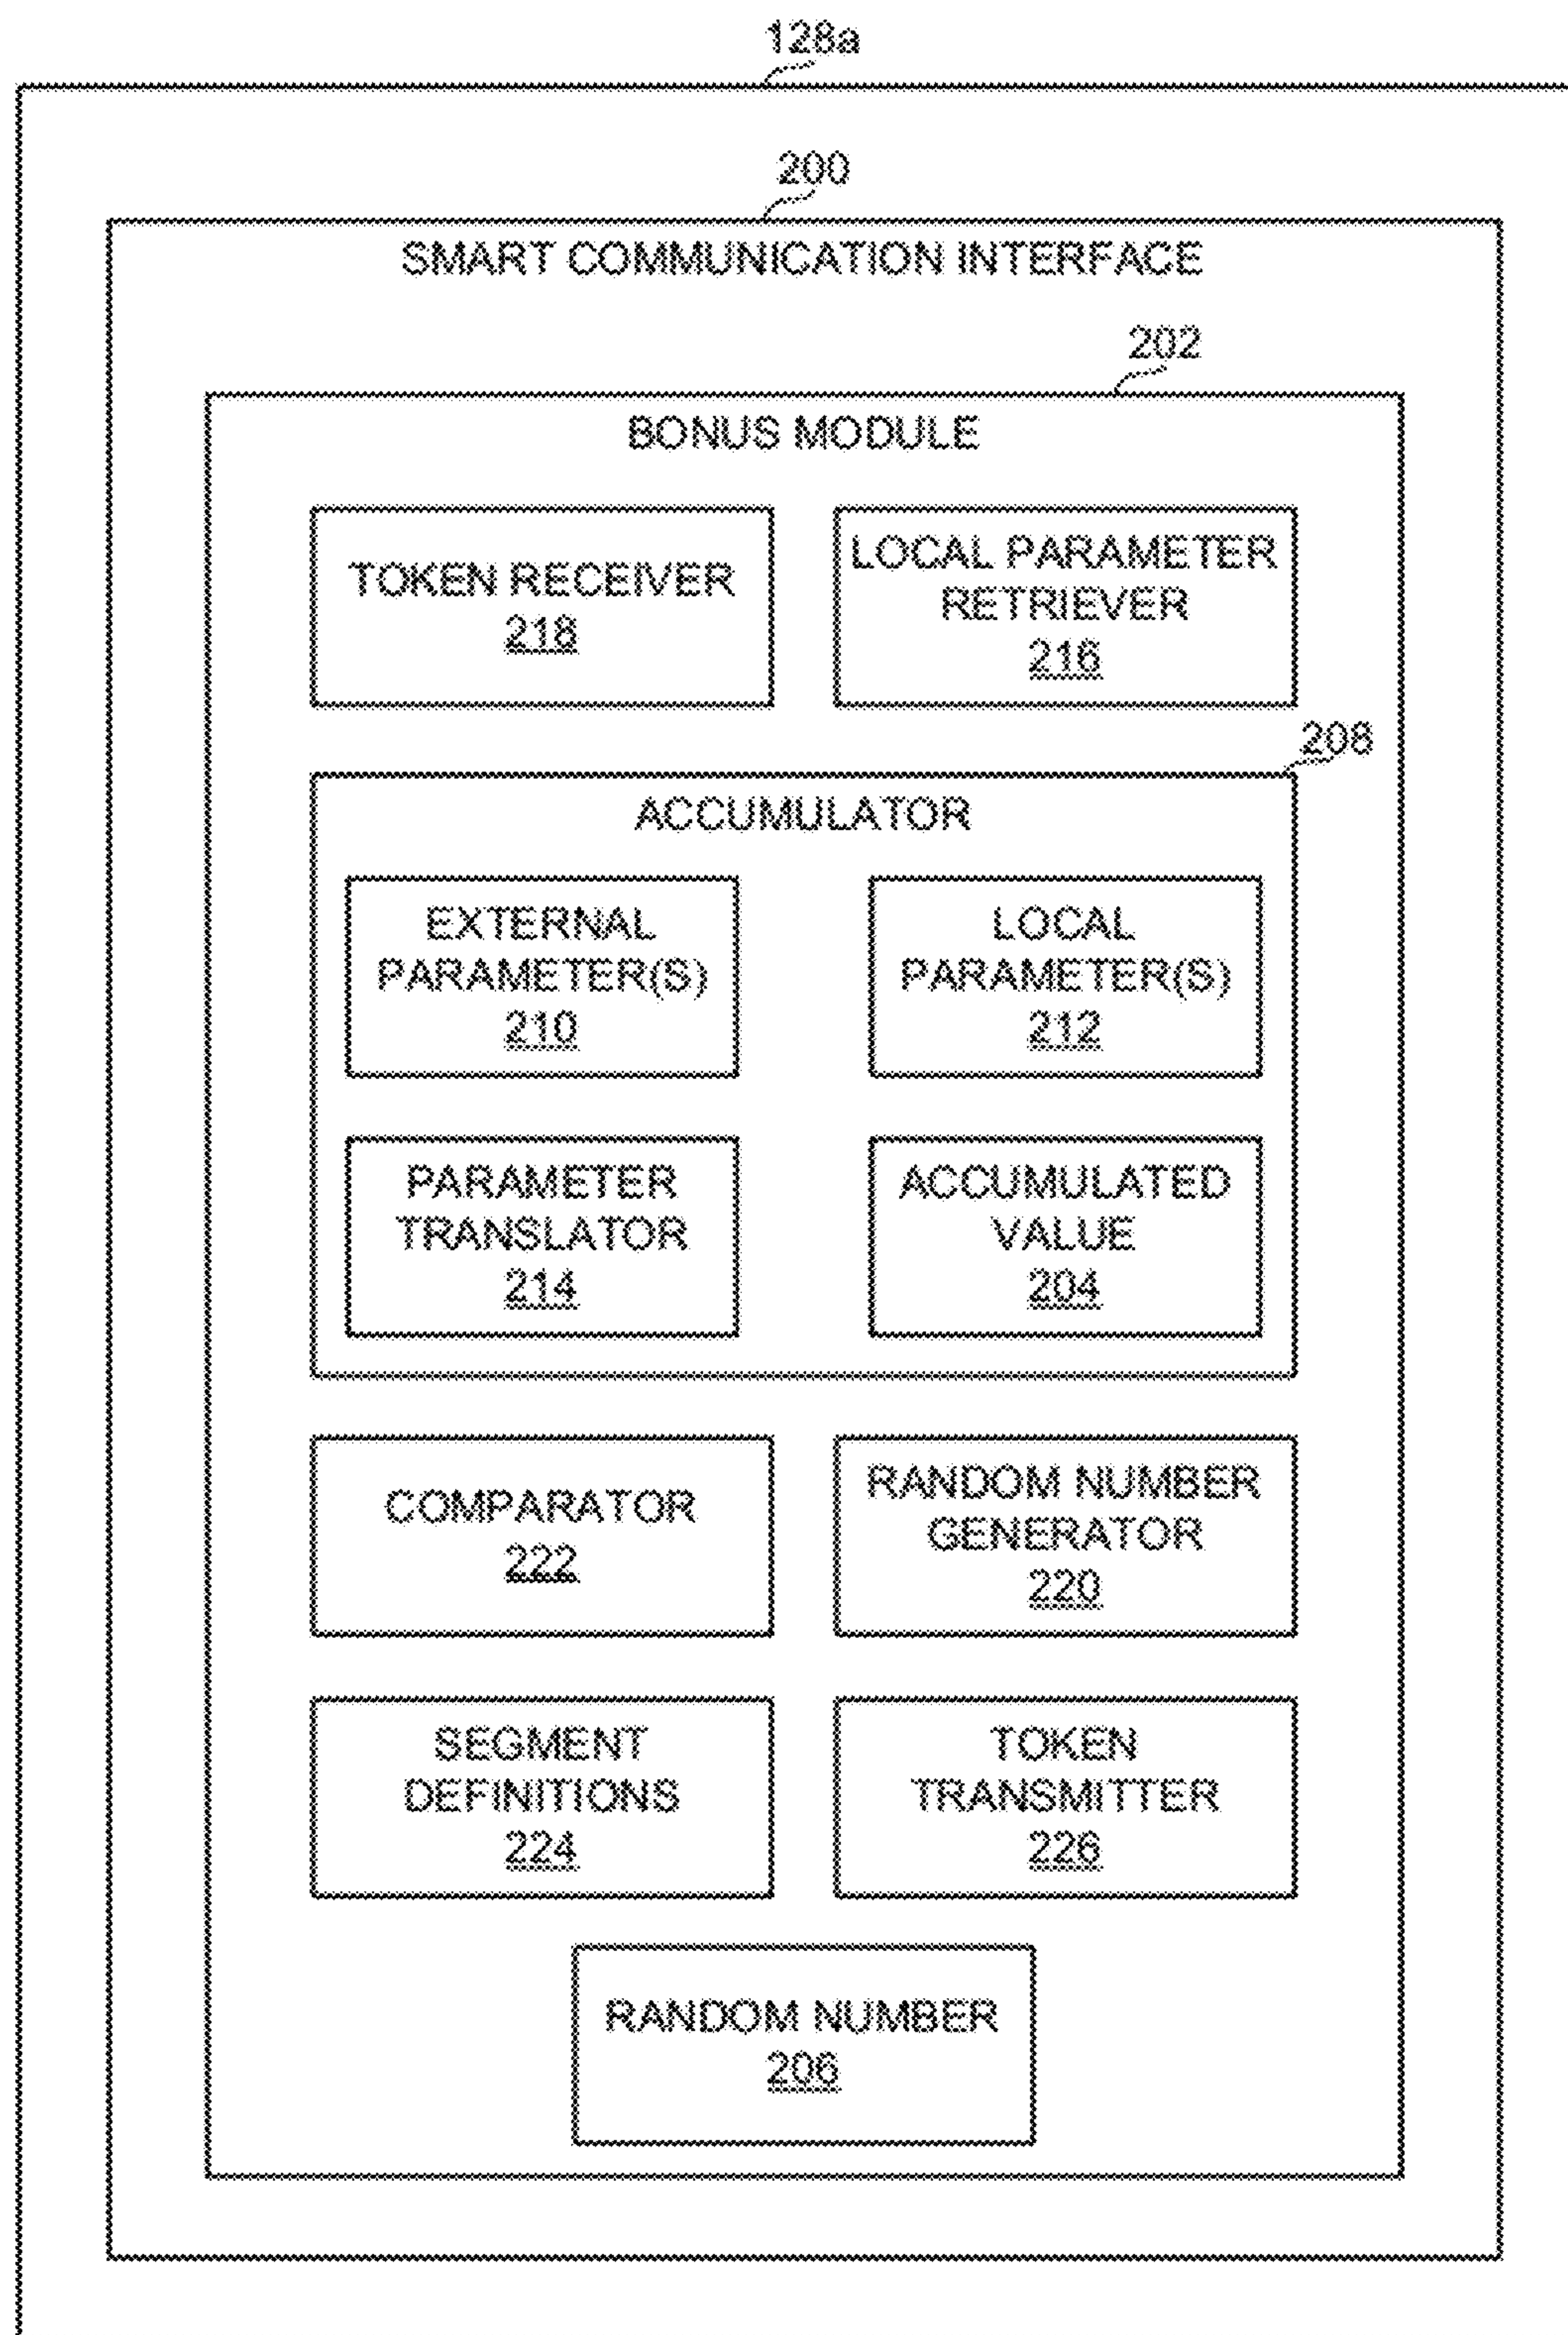 128a
200
SMART COMMUNICATION INTERFACE
202
BONUS MODULE
TOKEN RECEIVER
218
LOCAL PARAMETER
RETRIEVER
216
208
ACCUMULATOR
EXTERNAL
PARAMETER(S)
210
LOCAL
PARAMETER(S)
212
PARAMETER
TRANSLATOR
214
ACCUMULATED
VALUE
204
COMPARATOR
222
RANDOM NUMBER
GENERATOR
220
SEGMENT
DEFINITIONS
224
TOKEN
TRANSMITTER
226
RANDOM NUMBER
206